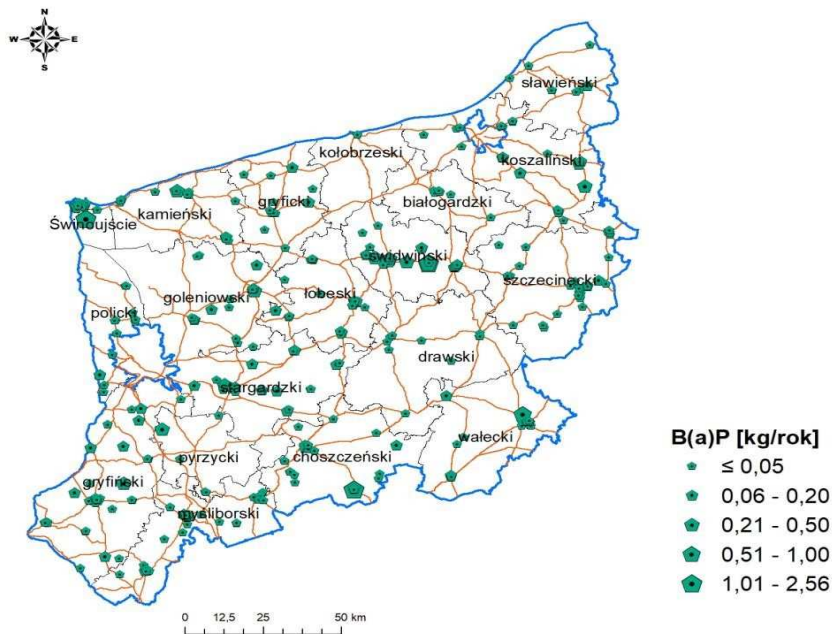 N
W E
S
sławieński
kołobrzeski
koszaliński
gryficki
białogardzki
kamieński
Świnoujście
świdwiński
szczecinecki
goleniowski
łobeski
policki
drawski
stargardzki
wałecki
pyrzycki
choszczeński
gryfiński
myśliborski
B(a)P [kg/rok]
≤ 0,05
0,06 - 0,20
0,21 - 0,50
0,51 - 1,00
1,01 - 2,56
0 12,5 25 50 km